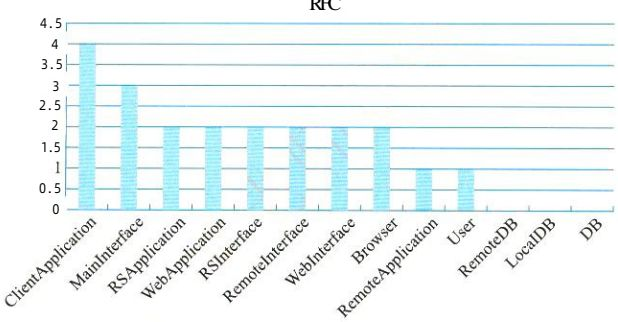 RFC
4.5
4
3.5
3
2.5
2
1.5
1
0.5
0
ClientApplication
MainInterface
RSApplication
WebApplication
RSInterface
RemoteInterface
WebInterface
Browser
RemoteApplication
User
RemoteDB
LocalDB
DB